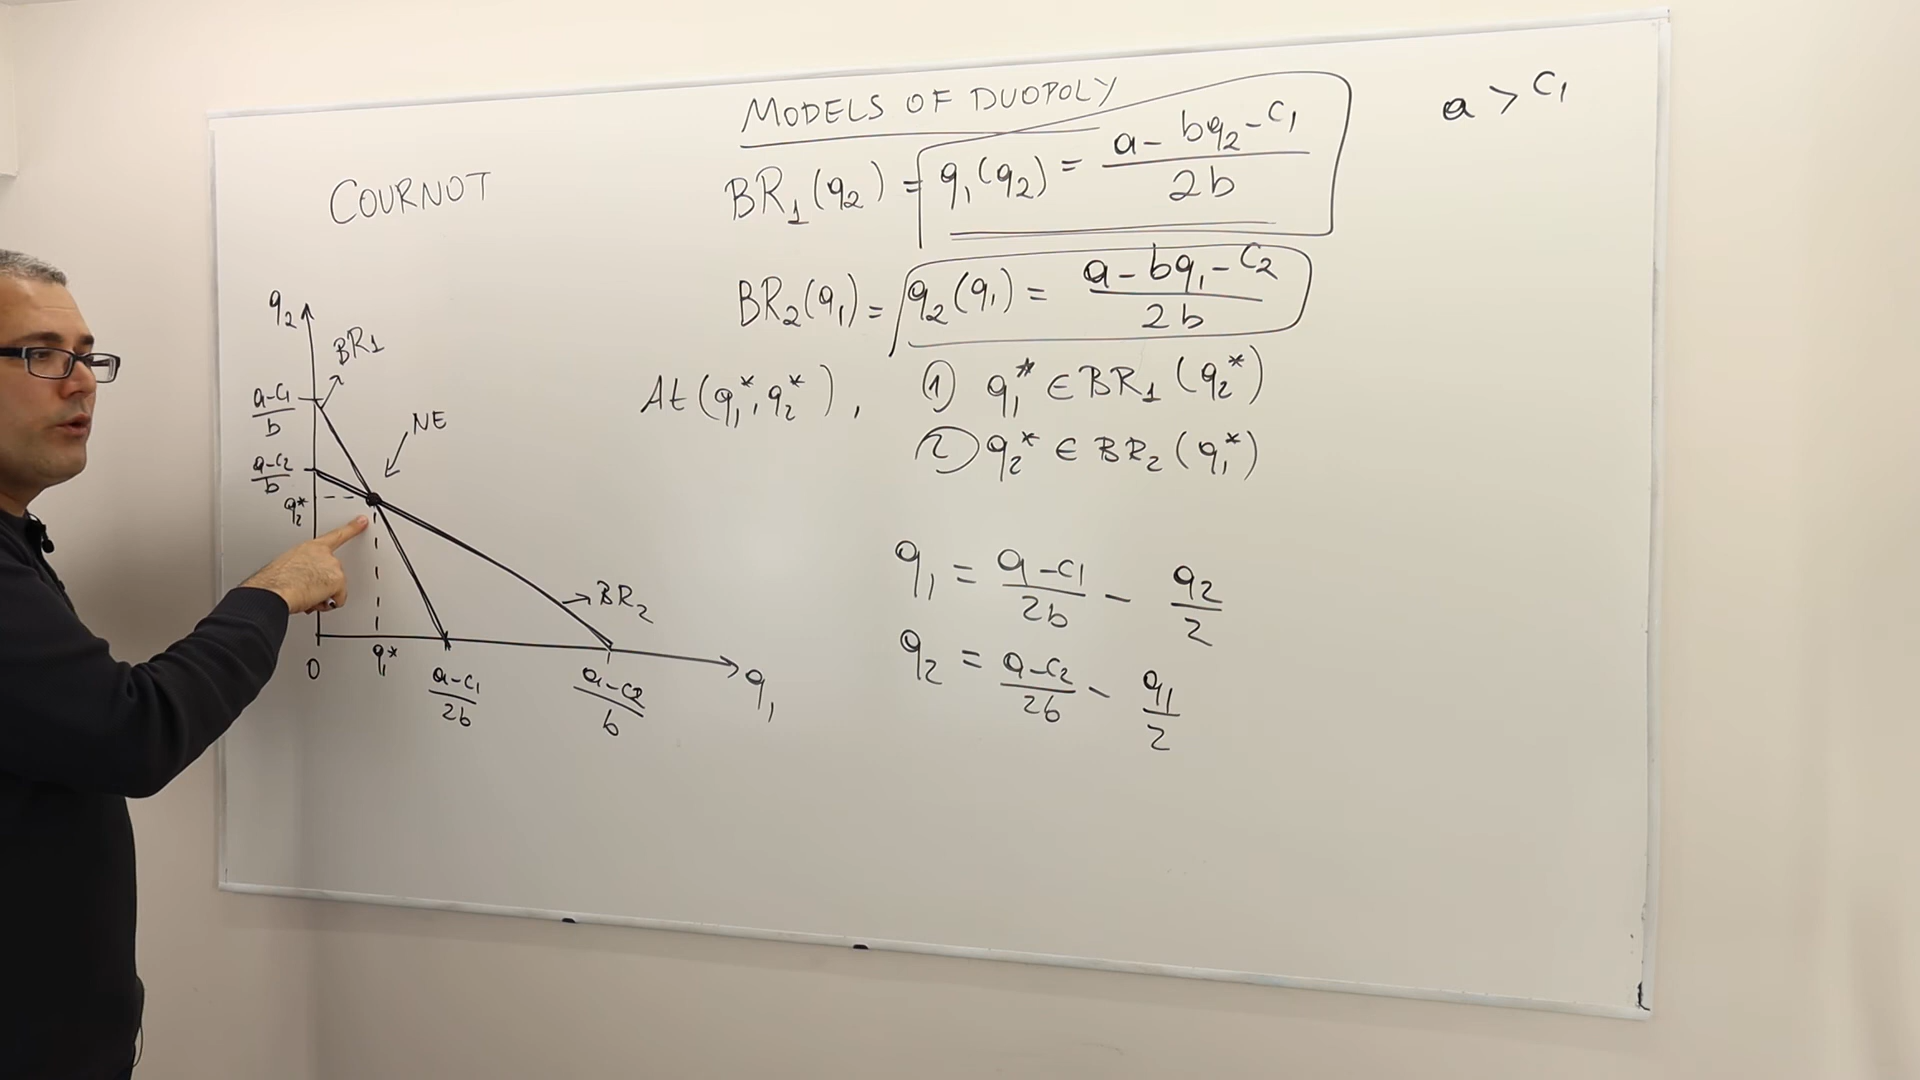 MODELS OF DUOPOLY
a > c₁
COURNOT
BR₁(q₂) = q₁(q₂) = (a - bq₂ - c₁)/2b
BR₂(q₁) = q₂(q₁) = (a - bq₁ - c₂)/2b
At (q₁*, q₂*), ① q₁* ∈ BR₁(q₂*)
② q₂* ∈ BR₂(q₁*)
q₁ = (a-c₁)/2b - q₂/2
q₂ = (a-c₂)/2b - q₁/2
q₂
BR₁
(a-c₁)/b
NE
(a-c₂)/b
q₂*
BR₂
0
q₁*
(a-c₁)/2b
(a-c₂)/b
q₁